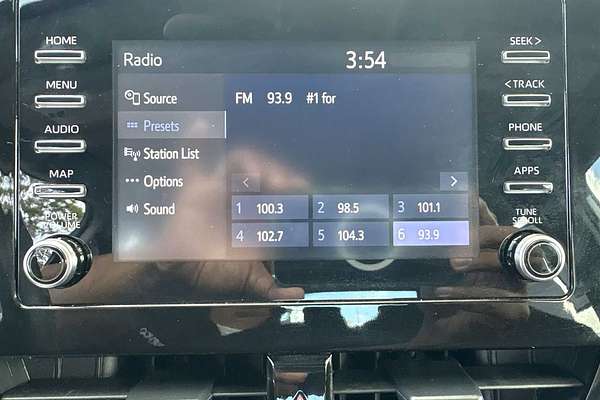 HOME
MENU
AUDIO
MAP
POWER
VOLUME
Radio 3:54
Source
Presets
Station List
Options
Sound
FM 93.9 #1 for
< >
1 100.3 2 98.5 3 101.1
4 102.7 5 104.3 6 93.9
SEEK >
< TRACK
PHONE
APPS
TUNE
SCROLL